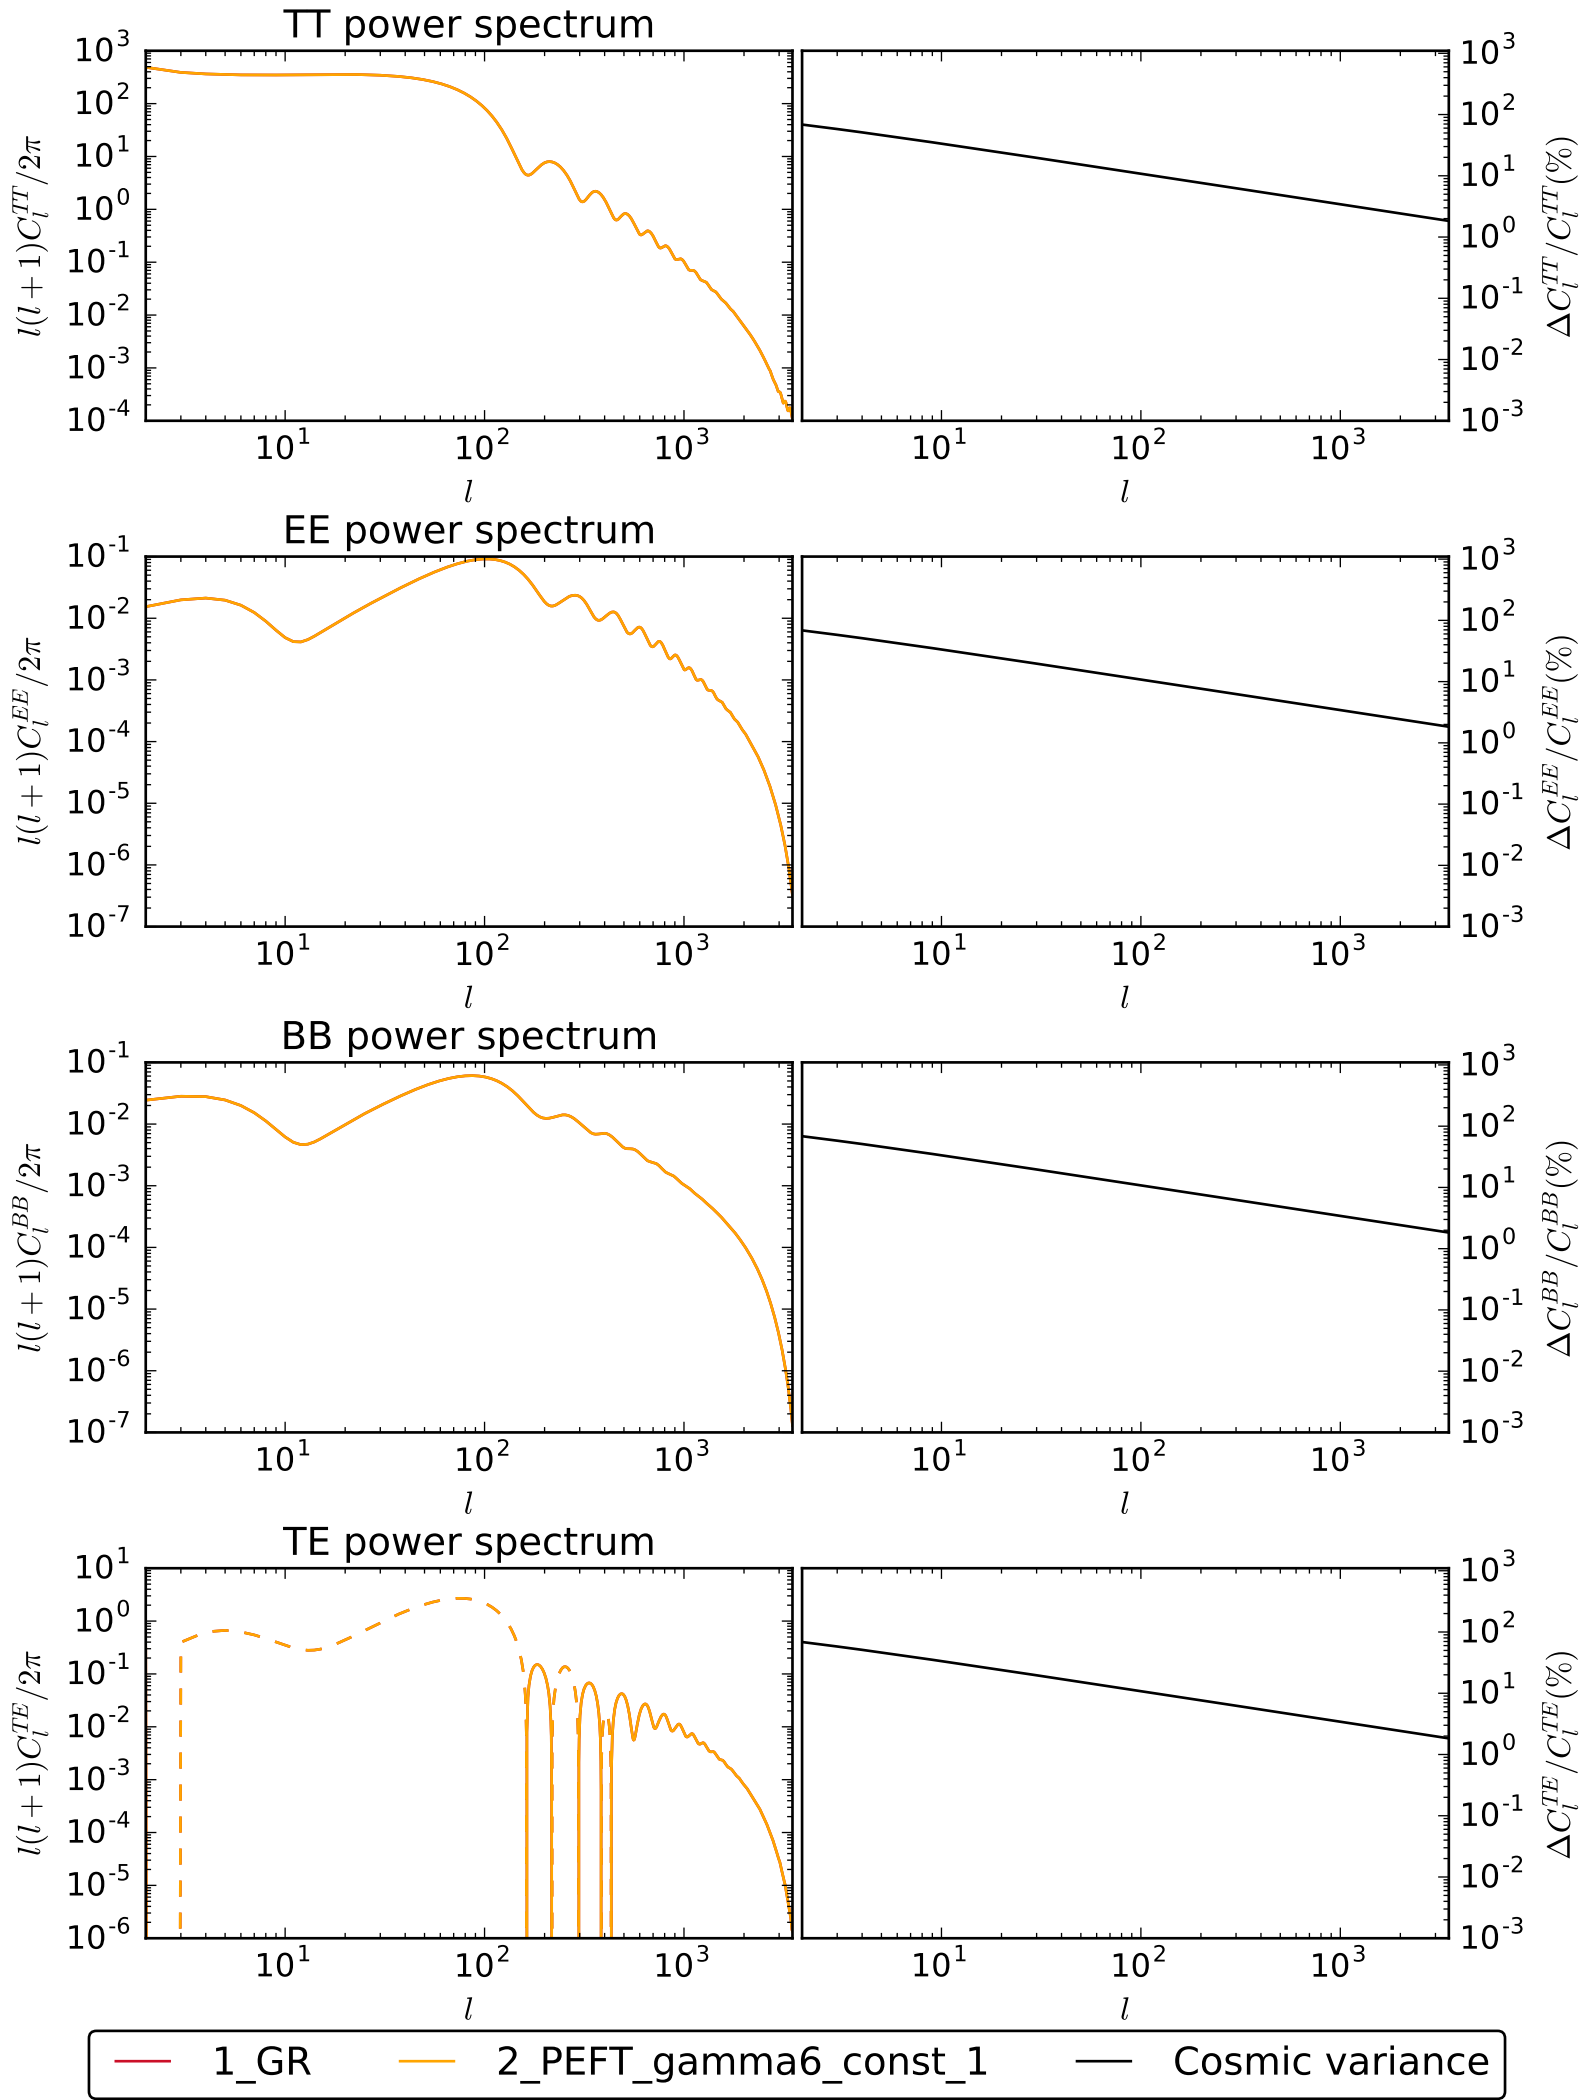 TT power spectrum
10^3
10^2
10^1
10^0
10^-1
10^-2
10^-3
10^-4
l(l+1)C_l^{TT}/2π
10^1 10^2 10^3
l
10^3
10^2
10^1
10^0
10^-1
10^-2
10^-3
ΔC_l^{TT}/C_l^{TT}(%)
10^1 10^2 10^3
l
EE power spectrum
10^-1
10^-2
10^-3
10^-4
10^-5
10^-6
10^-7
l(l+1)C_l^{EE}/2π
10^1 10^2 10^3
l
10^3
10^2
10^1
10^0
10^-1
10^-2
10^-3
ΔC_l^{EE}/C_l^{EE}(%)
10^1 10^2 10^3
l
BB power spectrum
10^-1
10^-2
10^-3
10^-4
10^-5
10^-6
10^-7
l(l+1)C_l^{BB}/2π
10^1 10^2 10^3
l
10^3
10^2
10^1
10^0
10^-1
10^-2
10^-3
ΔC_l^{BB}/C_l^{BB}(%)
10^1 10^2 10^3
l
TE power spectrum
10^1
10^0
10^-1
10^-2
10^-3
10^-4
10^-5
10^-6
l(l+1)C_l^{TE}/2π
10^1 10^2 10^3
l
10^3
10^2
10^1
10^0
10^-1
10^-2
10^-3
ΔC_l^{TE}/C_l^{TE}(%)
10^1 10^2 10^3
l
1_GR 2_PEFT_gamma6_const_1 Cosmic variance